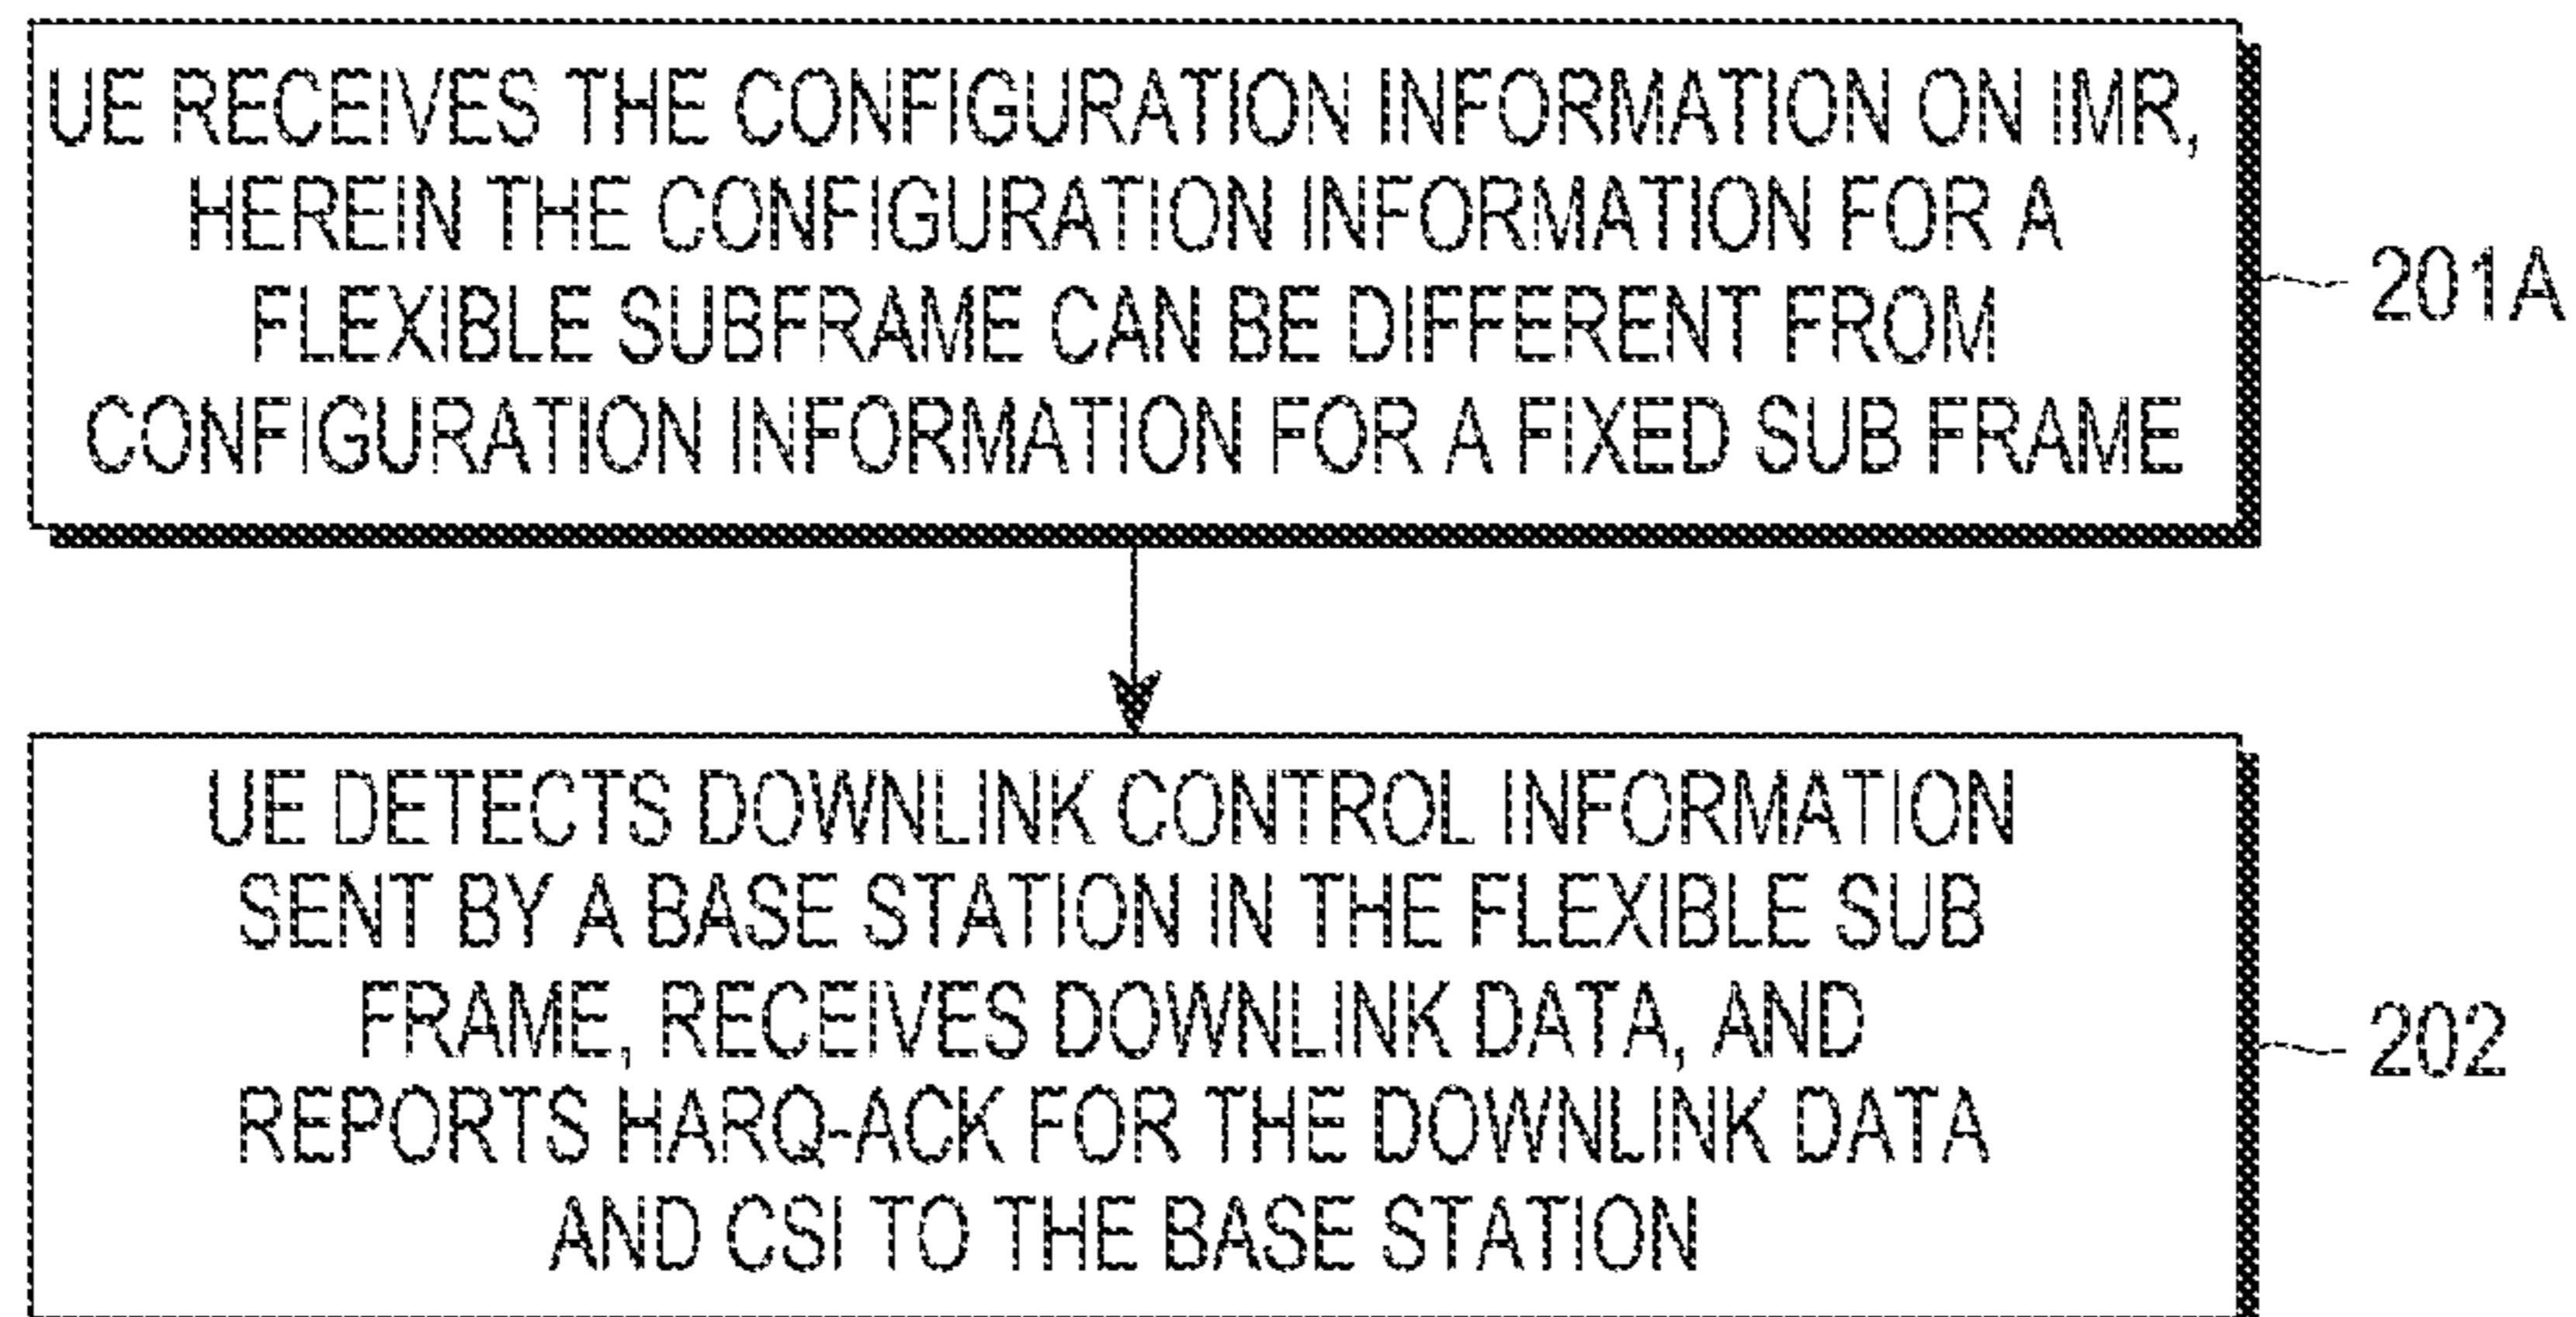 UE RECEIVES THE CONFIGURATION INFORMATION ON IMR,
HEREIN THE CONFIGURATION INFORMATION FOR A
FLEXIBLE SUBFRAME CAN BE DIFFERENT FROM
CONFIGURATION INFORMATION FOR A FIXED SUB FRAME
201A
UE DETECTS DOWNLINK CONTROL INFORMATION
SENT BY A BASE STATION IN THE FLEXIBLE SUB
FRAME, RECEIVES DOWNLINK DATA, AND
REPORTS HARQ-ACK FOR THE DOWNLINK DATA
AND CSI TO THE BASE STATION
202